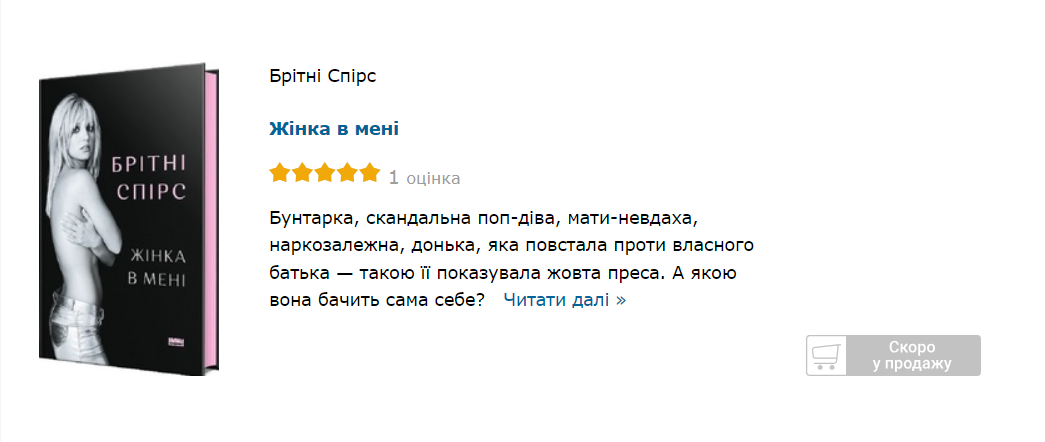 БРІТНІ
СПІРС
ЖІНКА
В МЕНІ
Брітні Спірс
Жінка в мені
1 оцінка
Бунтарка, скандальна поп-діва, мати-невдаха,
наркозалежна, донька, яка повстала проти власного
батька — такою її показувала жовта преса. А якою
вона бачить сама себе? Читати далі »
Скоро
у продажу